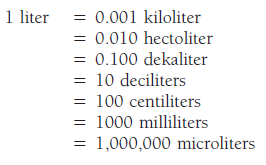 1 liter = 0.001 kiloliter
= 0.010 hectoliter
= 0.100 dekaliter
= 10 deciliters
= 100 centiliters
= 1000 milliliters
= 1,000,000 microliters